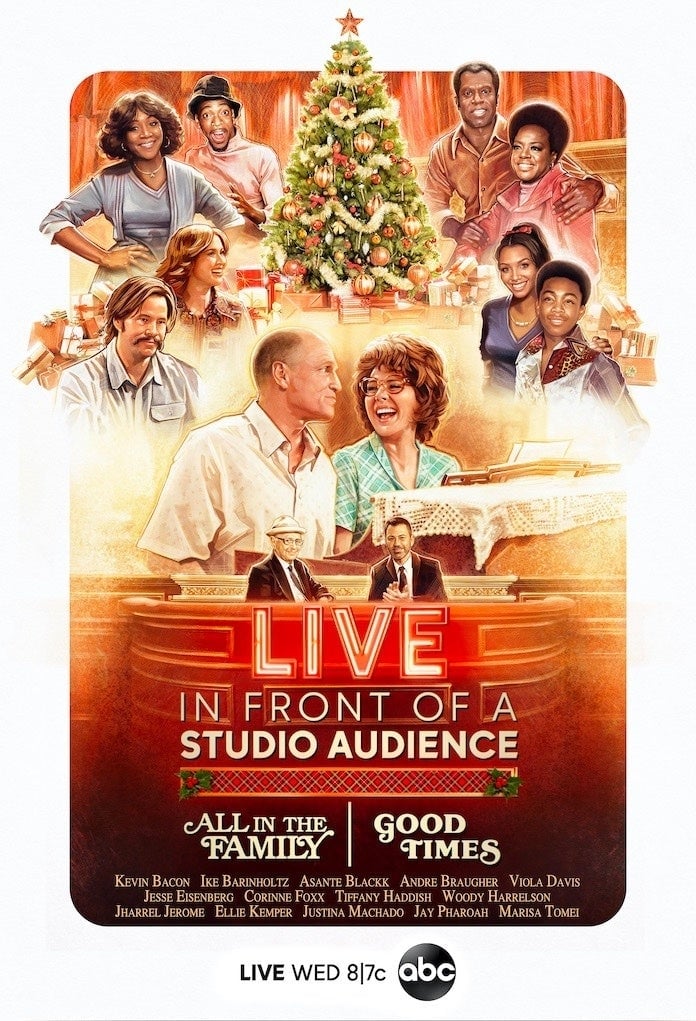 LIVE
IN FRONT OF A
STUDIO AUDIENCE
ALL IN THE FAMILY | GOOD TIMES
KEVIN BACON IKE BARINHOLTZ ASANTE BLACKK ANDRE BRAUGHER VIOLA DAVIS
JESSE EISENBERG CORINNE FOXX TIFFANY HADDISH WOODY HARRELSON
JHARREL JEROME ELLIE KEMPER JUSTINA MACHADO JAY PHAROAH MARISA TOMEI
LIVE WED 8|7c abc